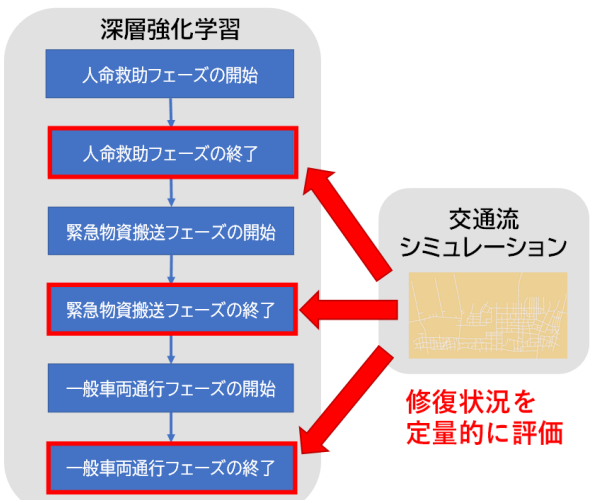 深層強化学習
人命救助フェーズの開始
人命救助フェーズの終了
緊急物資搬送フェーズの開始
緊急物資搬送フェーズの終了
一般車両通行フェーズの開始
一般車両通行フェーズの終了
交通流
シミュレーション
修復状況を
定量的に評価